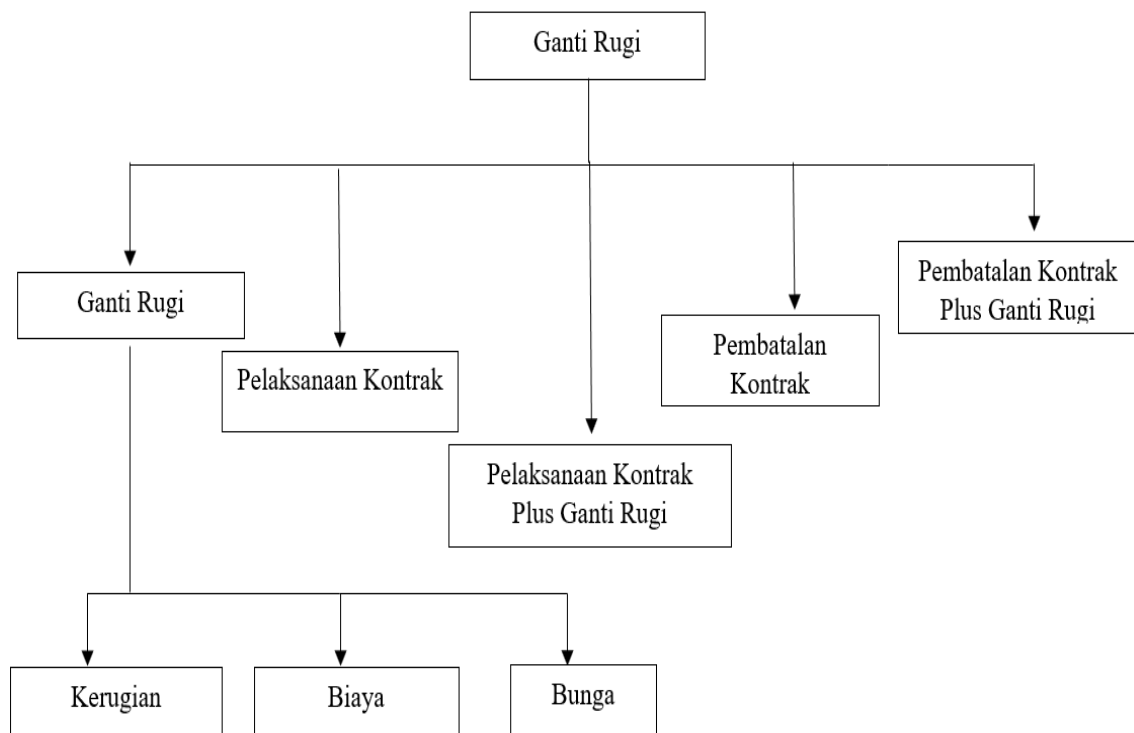 Ganti Rugi
Ganti Rugi
Pelaksanaan Kontrak
Pelaksanaan Kontrak
Plus Ganti Rugi
Pembatalan
Kontrak
Pembatalan Kontrak
Plus Ganti Rugi
Kerugian
Biaya
Bunga